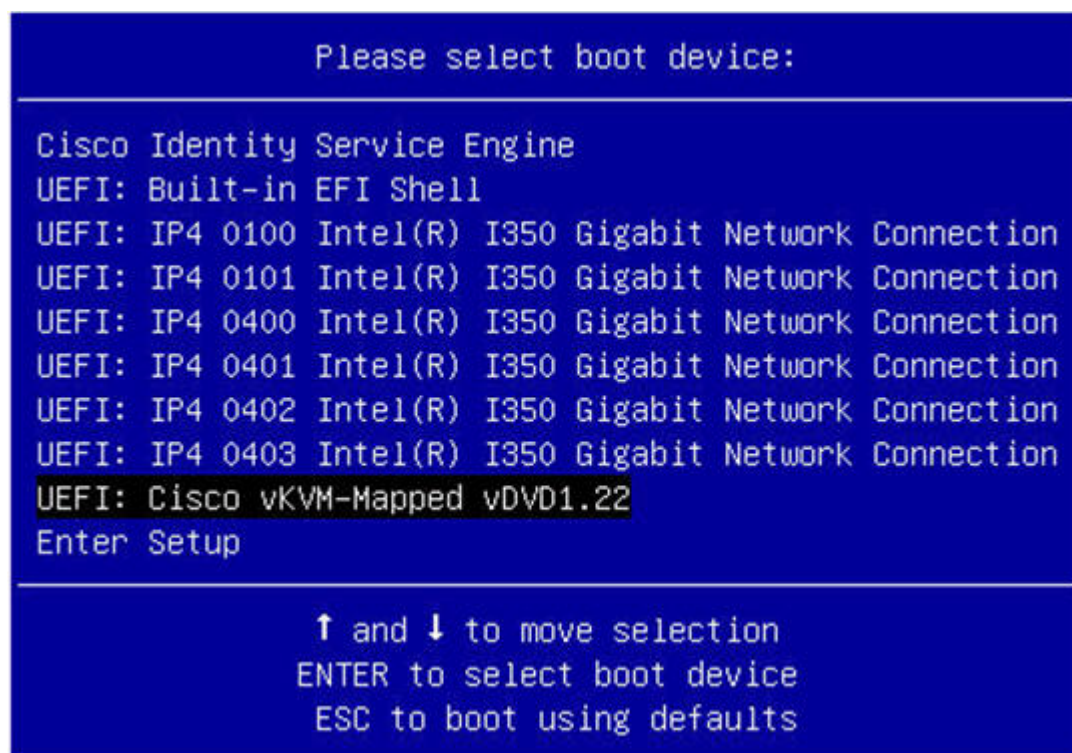 Please select boot device:
Cisco Identity Service Engine
UEFI: Built-in EFI Shell
UEFI: IP4 0100 Intel(R) I350 Gigabit Network Connection
UEFI: IP4 0101 Intel(R) I350 Gigabit Network Connection
UEFI: IP4 0400 Intel(R) I350 Gigabit Network Connection
UEFI: IP4 0401 Intel(R) I350 Gigabit Network Connection
UEFI: IP4 0402 Intel(R) I350 Gigabit Network Connection
UEFI: IP4 0403 Intel(R) I350 Gigabit Network Connection
UEFI: Cisco vKVM-Mapped vDVD1.22
Enter Setup
↑ and ↓ to move selection
ENTER to select boot device
ESC to boot using defaults